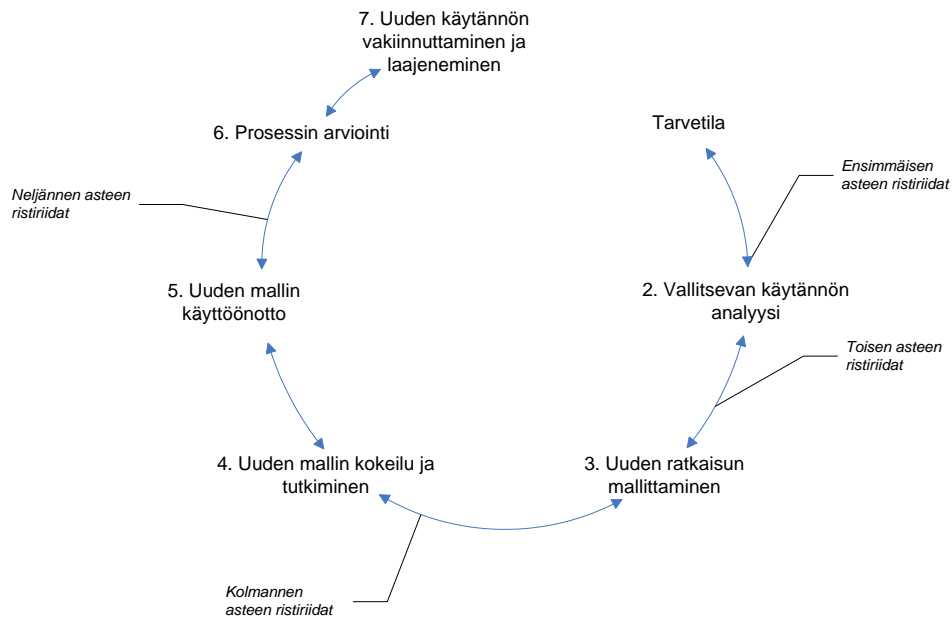 7. Uuden käytännön
vakiinnuttaminen ja
laajeneminen
6. Prosessin arviointi
Tarvetila
Neljännen asteen
ristiriidat
Ensimmäisen
asteen ristiriidat
5. Uuden mallin
käyttöönotto
2. Vallitsevan käytännön
analyysi
Toisen asteen
ristiriidat
4. Uuden mallin kokeilu ja
tutkiminen
3. Uuden ratkaisun
mallittaminen
Kolmannen
asteen ristiriidat